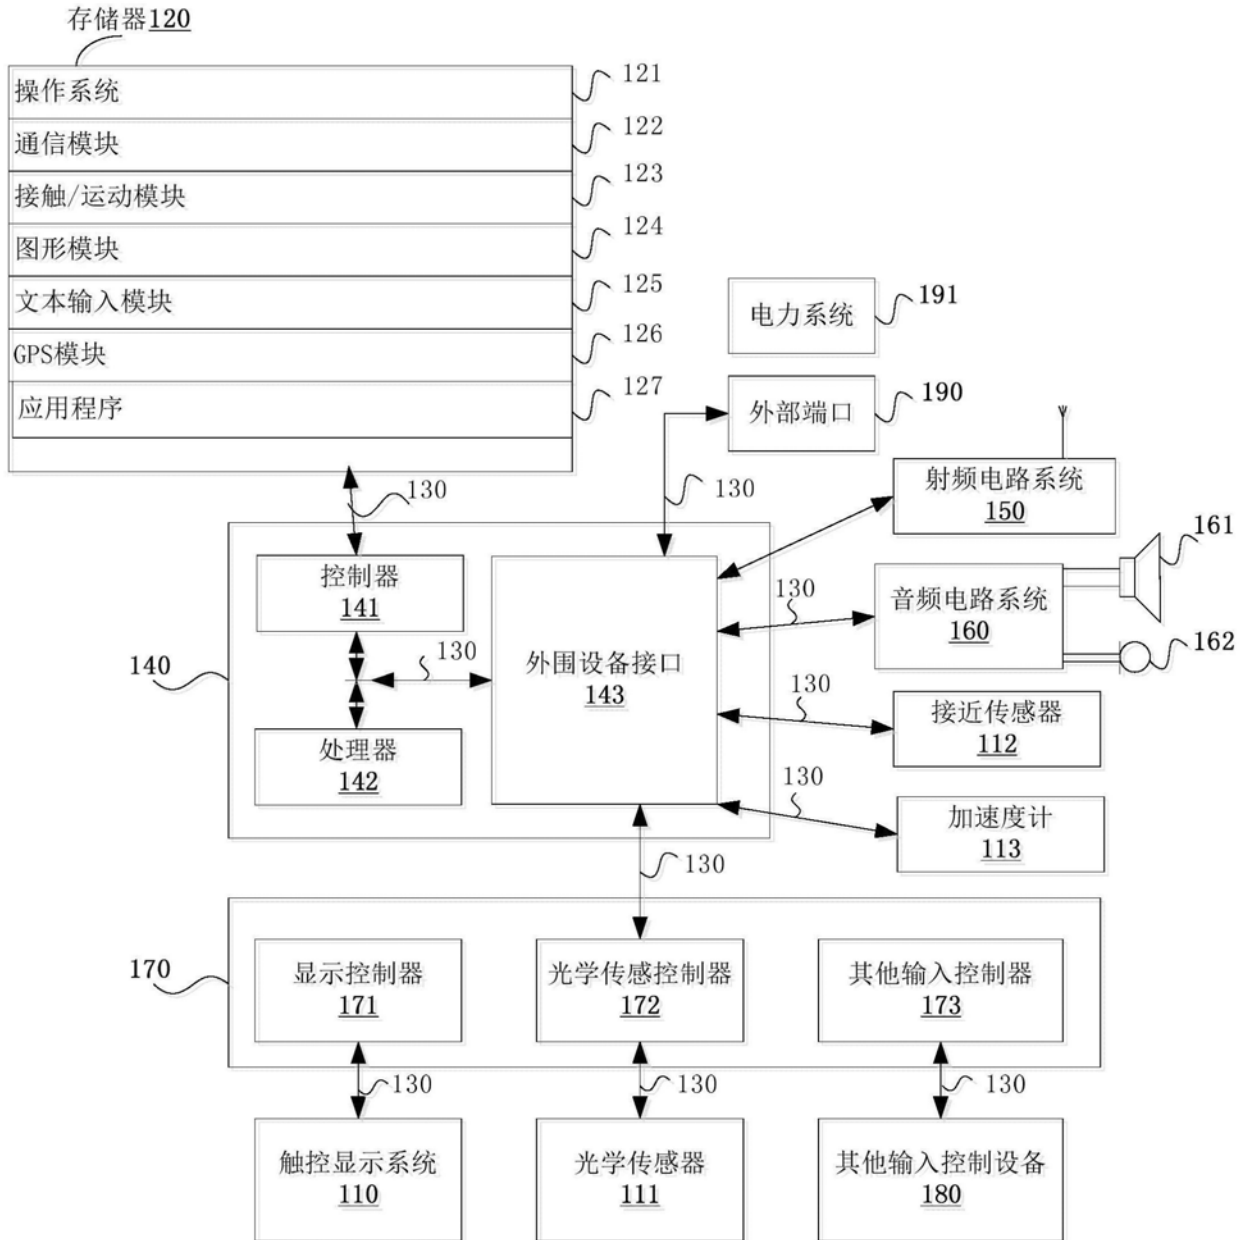 存储器120
操作系统
121
通信模块
122
接触/运动模块
123
图形模块
124
文本输入模块
125
GPS模块
126
应用程序
127
电力系统
191
外部端口
190
130
130
射频电路系统
150
161
控制器
141
外围设备接口
143
130
音频电路系统
160
162
140
130
130
接近传感器
112
处理器
142
130
加速度计
113
130
170
显示控制器
171
光学传感控制器
172
其他输入控制器
173
130
130
130
触控显示系统
110
光学传感器
111
其他输入控制设备
180